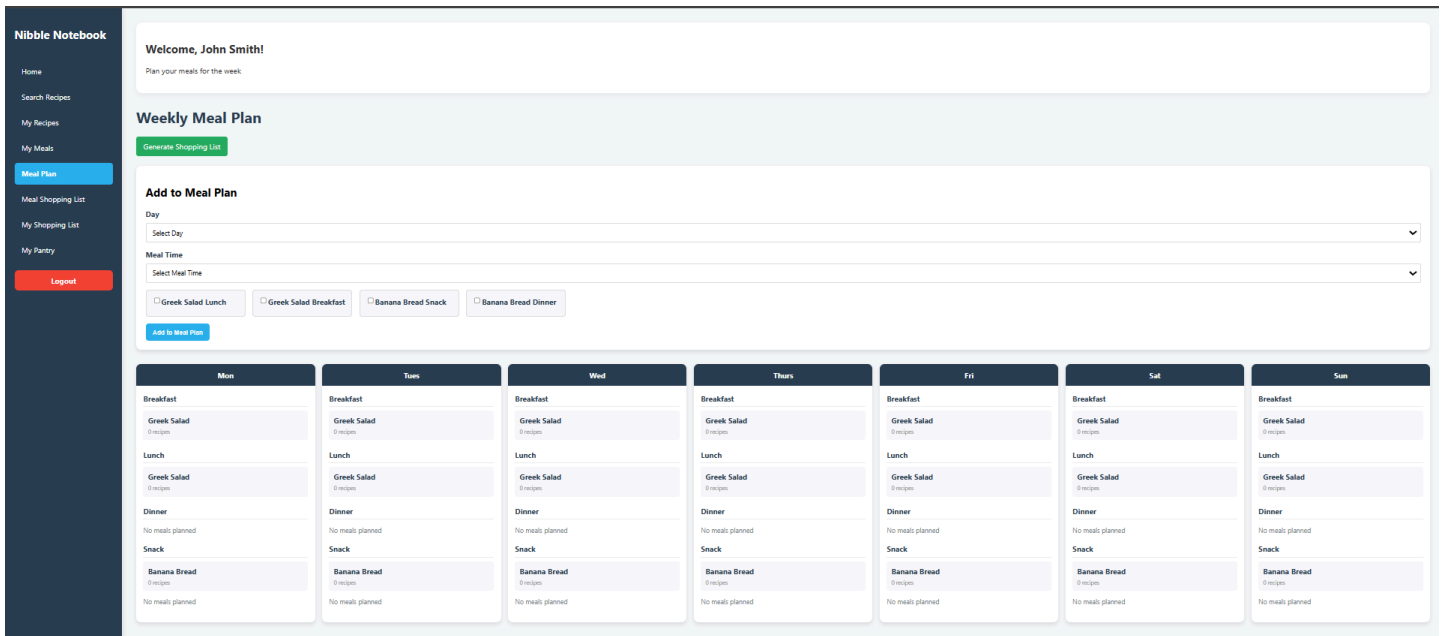 Nibble Notebook
Home
Search Recipes
My Recipes
My Meals
Meal Plan
Meal Shopping List
My Shopping List
My Pantry
Logout
Welcome, John Smith!
Plan your meals for the week
Weekly Meal Plan
Generate Shopping List
Add to Meal Plan
Day
Select Day
Meal Time
Select Meal Time
Greek Salad Lunch
Greek Salad Breakfast
Banana Bread Snack
Banana Bread Dinner
Add to Meal Plan
Mon
Breakfast
Greek Salad
0 recipes
Lunch
Greek Salad
0 recipes
Dinner
No meals planned
Snack
Banana Bread
0 recipes
No meals planned
Tues
Breakfast
Greek Salad
0 recipes
Lunch
Greek Salad
0 recipes
Dinner
No meals planned
Snack
Banana Bread
0 recipes
No meals planned
Wed
Breakfast
Greek Salad
0 recipes
Lunch
Greek Salad
0 recipes
Dinner
No meals planned
Snack
Banana Bread
0 recipes
No meals planned
Thurs
Breakfast
Greek Salad
0 recipes
Lunch
Greek Salad
0 recipes
Dinner
No meals planned
Snack
Banana Bread
0 recipes
No meals planned
Fri
Breakfast
Greek Salad
0 recipes
Lunch
Greek Salad
0 recipes
Dinner
No meals planned
Snack
Banana Bread
0 recipes
No meals planned
Sat
Breakfast
Greek Salad
0 recipes
Lunch
Greek Salad
0 recipes
Dinner
No meals planned
Snack
Banana Bread
0 recipes
No meals planned
Sun
Breakfast
Greek Salad
0 recipes
Lunch
Greek Salad
0 recipes
Dinner
No meals planned
Snack
Banana Bread
0 recipes
No meals planned